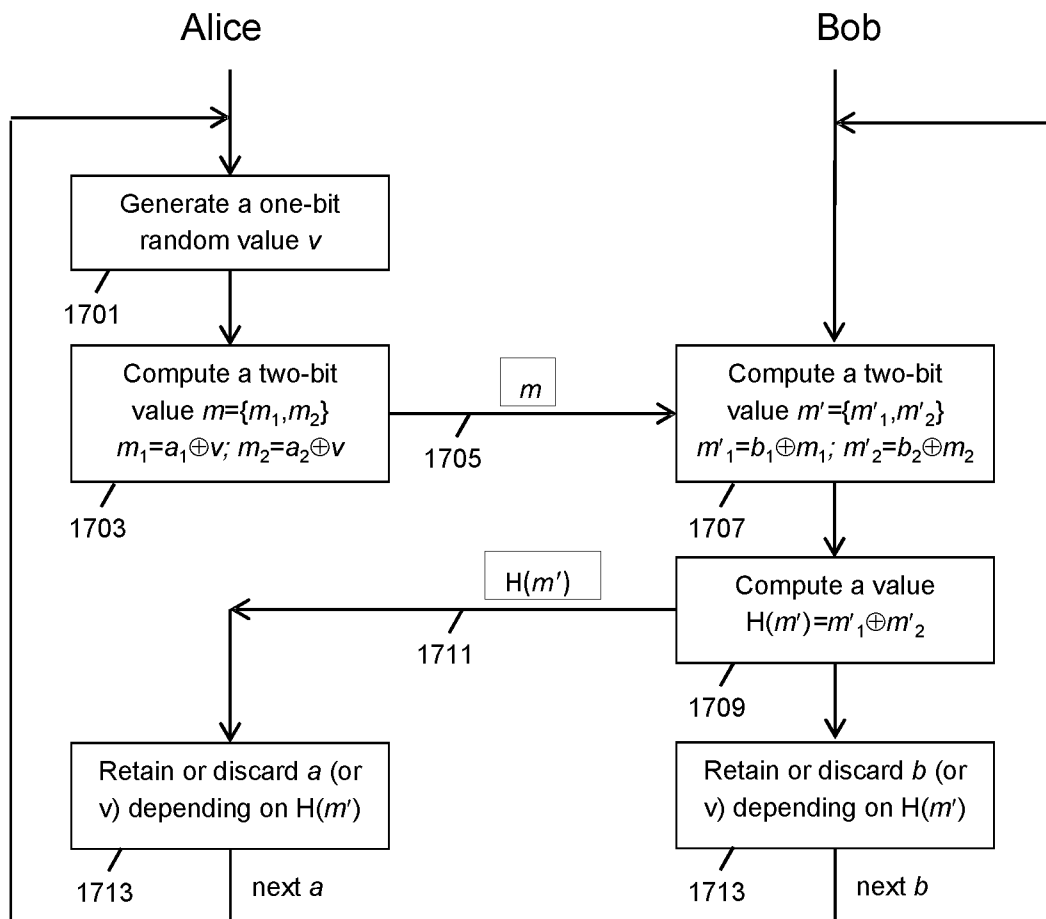 Alice
Bob
Generate a one-bit
random value v
1701
Compute a two-bit
value m={m₁,m₂}
m₁=a₁⊕v; m₂=a₂⊕v
1703
m
1705
Compute a two-bit
value m′={m′₁,m′₂}
m′₁=b₁⊕m₁; m′₂=b₂⊕m₂
1707
H(m′)
1711
Compute a value
H(m′)=m′₁⊕m′₂
1709
Retain or discard a (or
v) depending on H(m′)
1713
next a
Retain or discard b (or
v) depending on H(m′)
1713
next b